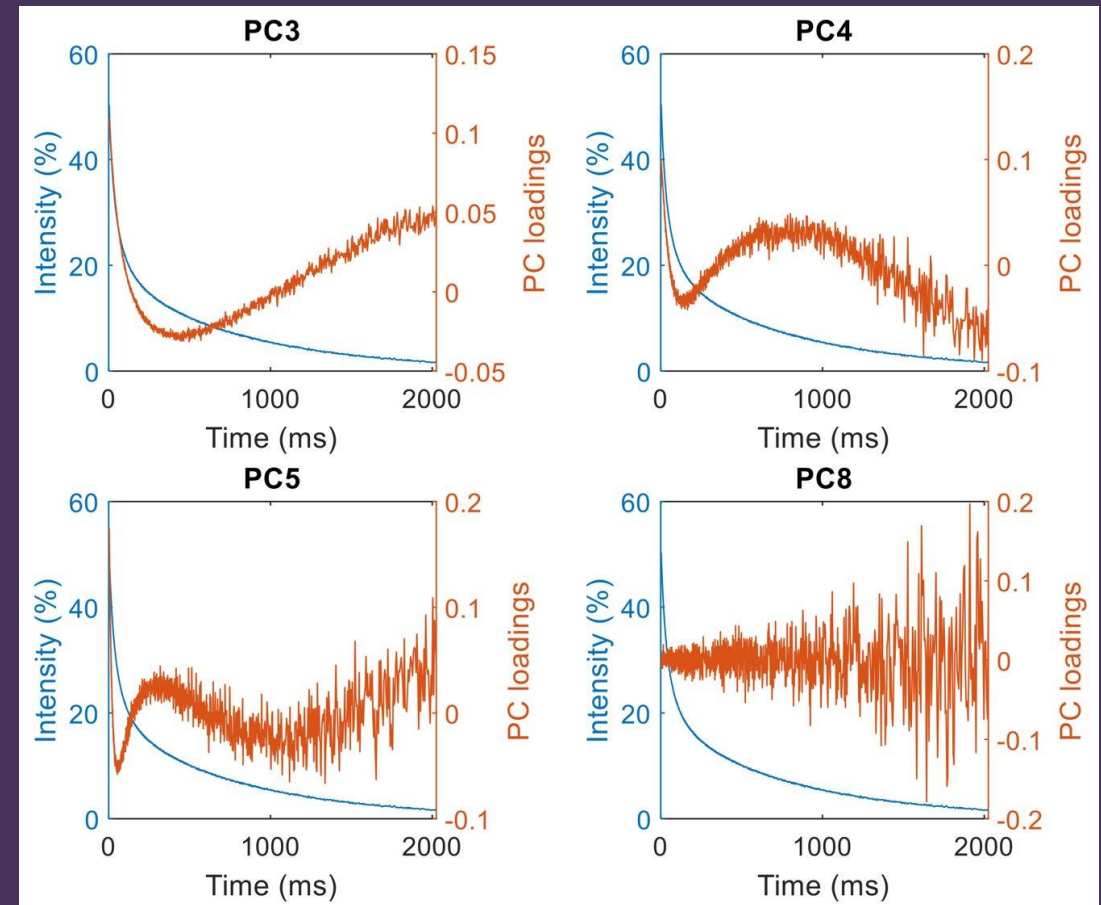 PC3
60
40
20
0
Intensity (%)
0.15
0.1
0.05
0
-0.05
PC loadings
0 1000 2000
Time (ms)
PC4
60
40
20
0
Intensity (%)
0.2
0.1
0
-0.1
PC loadings
0 1000 2000
Time (ms)
PC5
60
40
20
0
Intensity (%)
0.2
0.1
0
-0.1
PC loadings
0 1000 2000
Time (ms)
PC8
60
40
20
0
Intensity (%)
0.2
0.1
0
-0.1
-0.2
PC loadings
0 1000 2000
Time (ms)